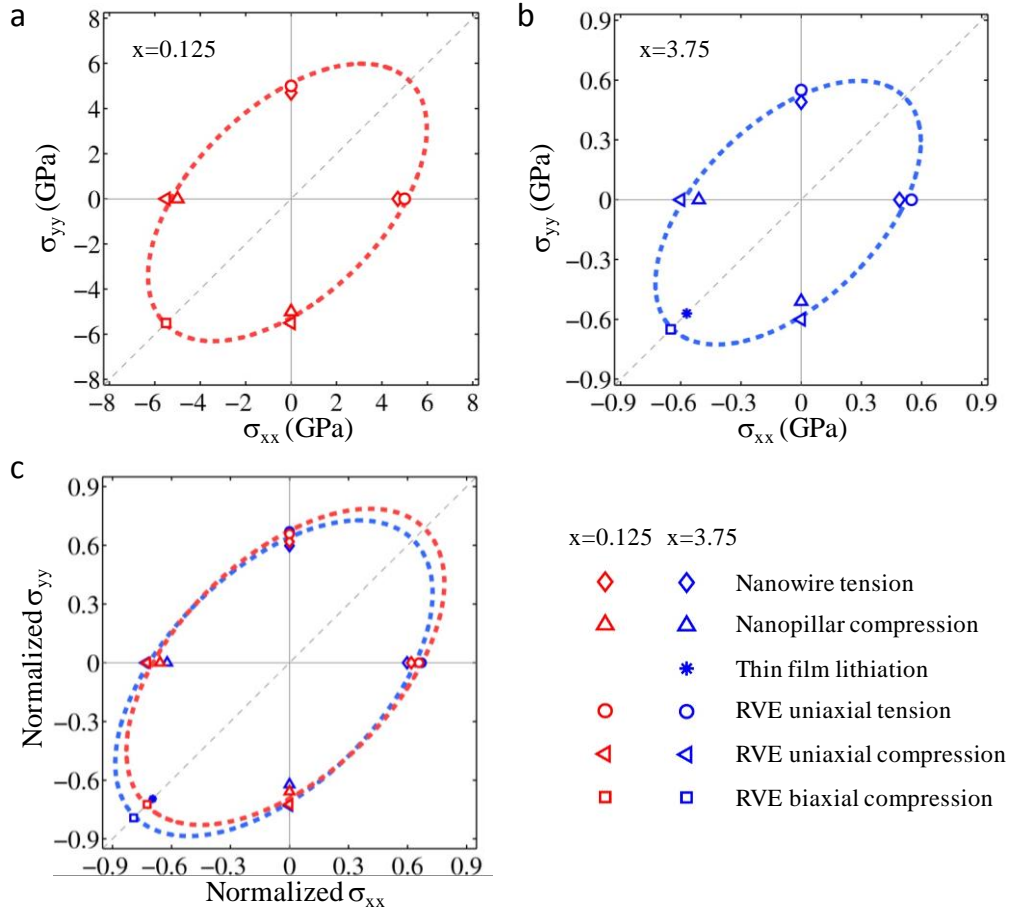 a
x=0.125
8
6
4
2
0
−2
−4
−6
−8
σyy (GPa)
−8 −6 −4 −2 0 2 4 6 8
σxx (GPa)
b
x=3.75
0.9
0.6
0.3
0
−0.3
−0.6
−0.9
σyy (GPa)
−0.9 −0.6 −0.3 0 0.3 0.6 0.9
σxx (GPa)
c
0.9
0.6
0.3
0
−0.3
−0.6
−0.9
Normalized σyy
−0.9 −0.6 −0.3 0 0.3 0.6 0.9
Normalized σxx
x=0.125 x=3.75
Nanowire tension
Nanopillar compression
Thin film lithiation
RVE uniaxial tension
RVE uniaxial compression
RVE biaxial compression